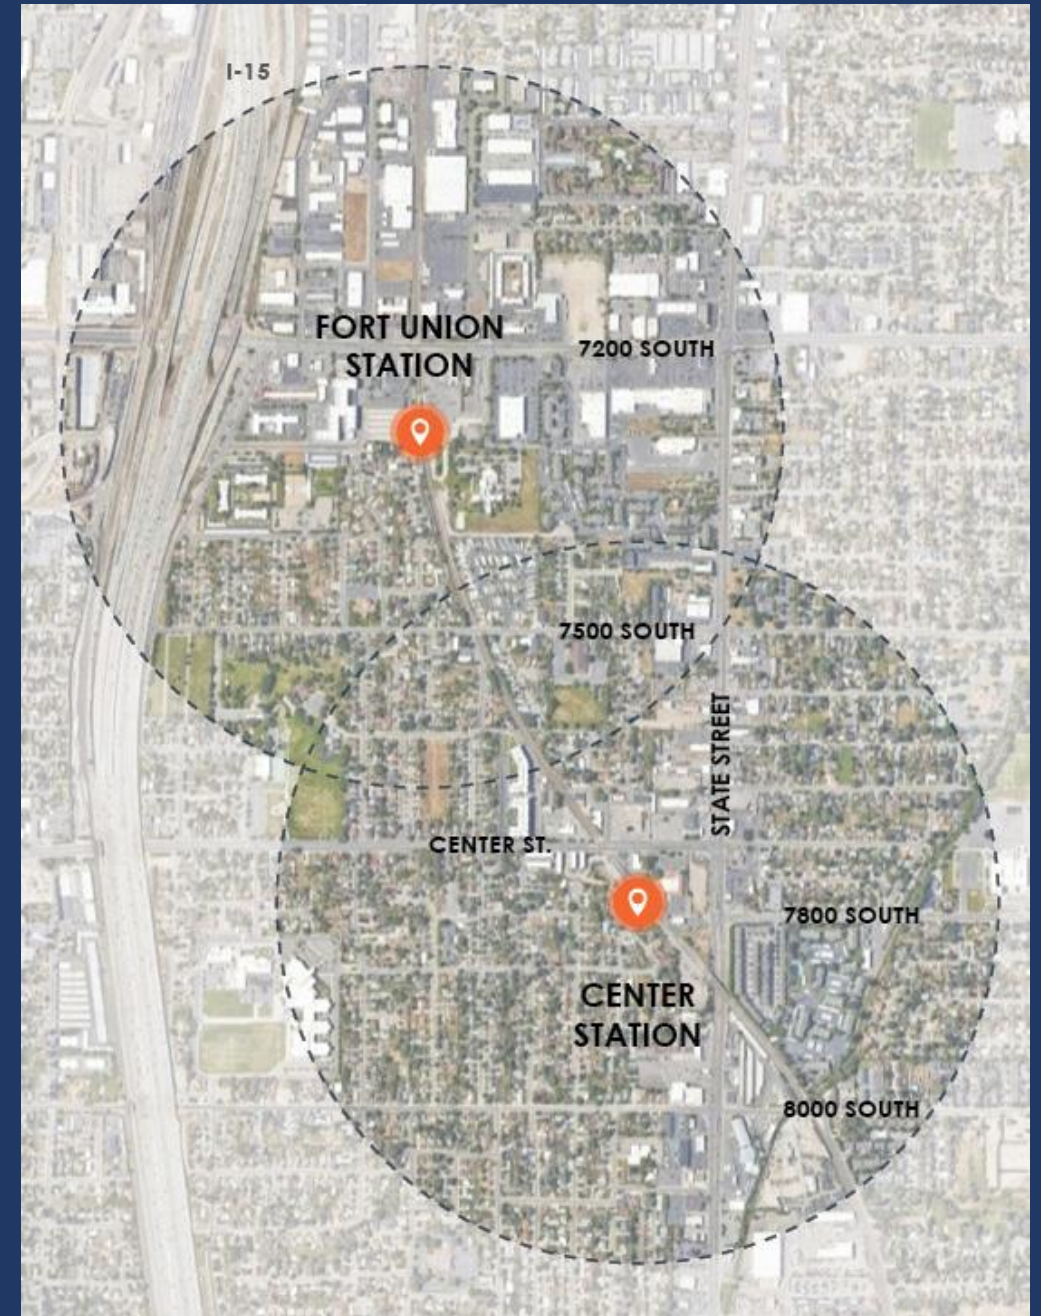 I-15
FORT UNION
STATION
7200 SOUTH
7500 SOUTH
STATE STREET
CENTER ST.
7800 SOUTH
CENTER
STATION
8000 SOUTH